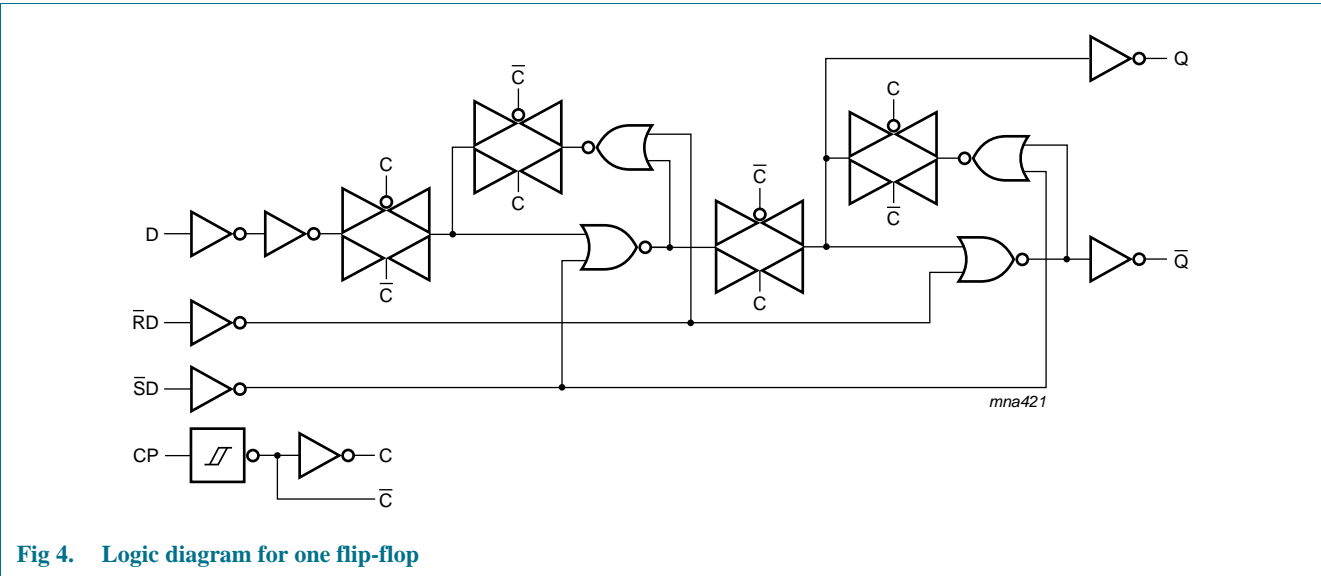 Q
C̅
C
C
C̅
C
C
C̅
D
C̅
C
Q̅
R̅D
S̅D
mna421
CP
C
C̅
Fig 4. Logic diagram for one flip-flop